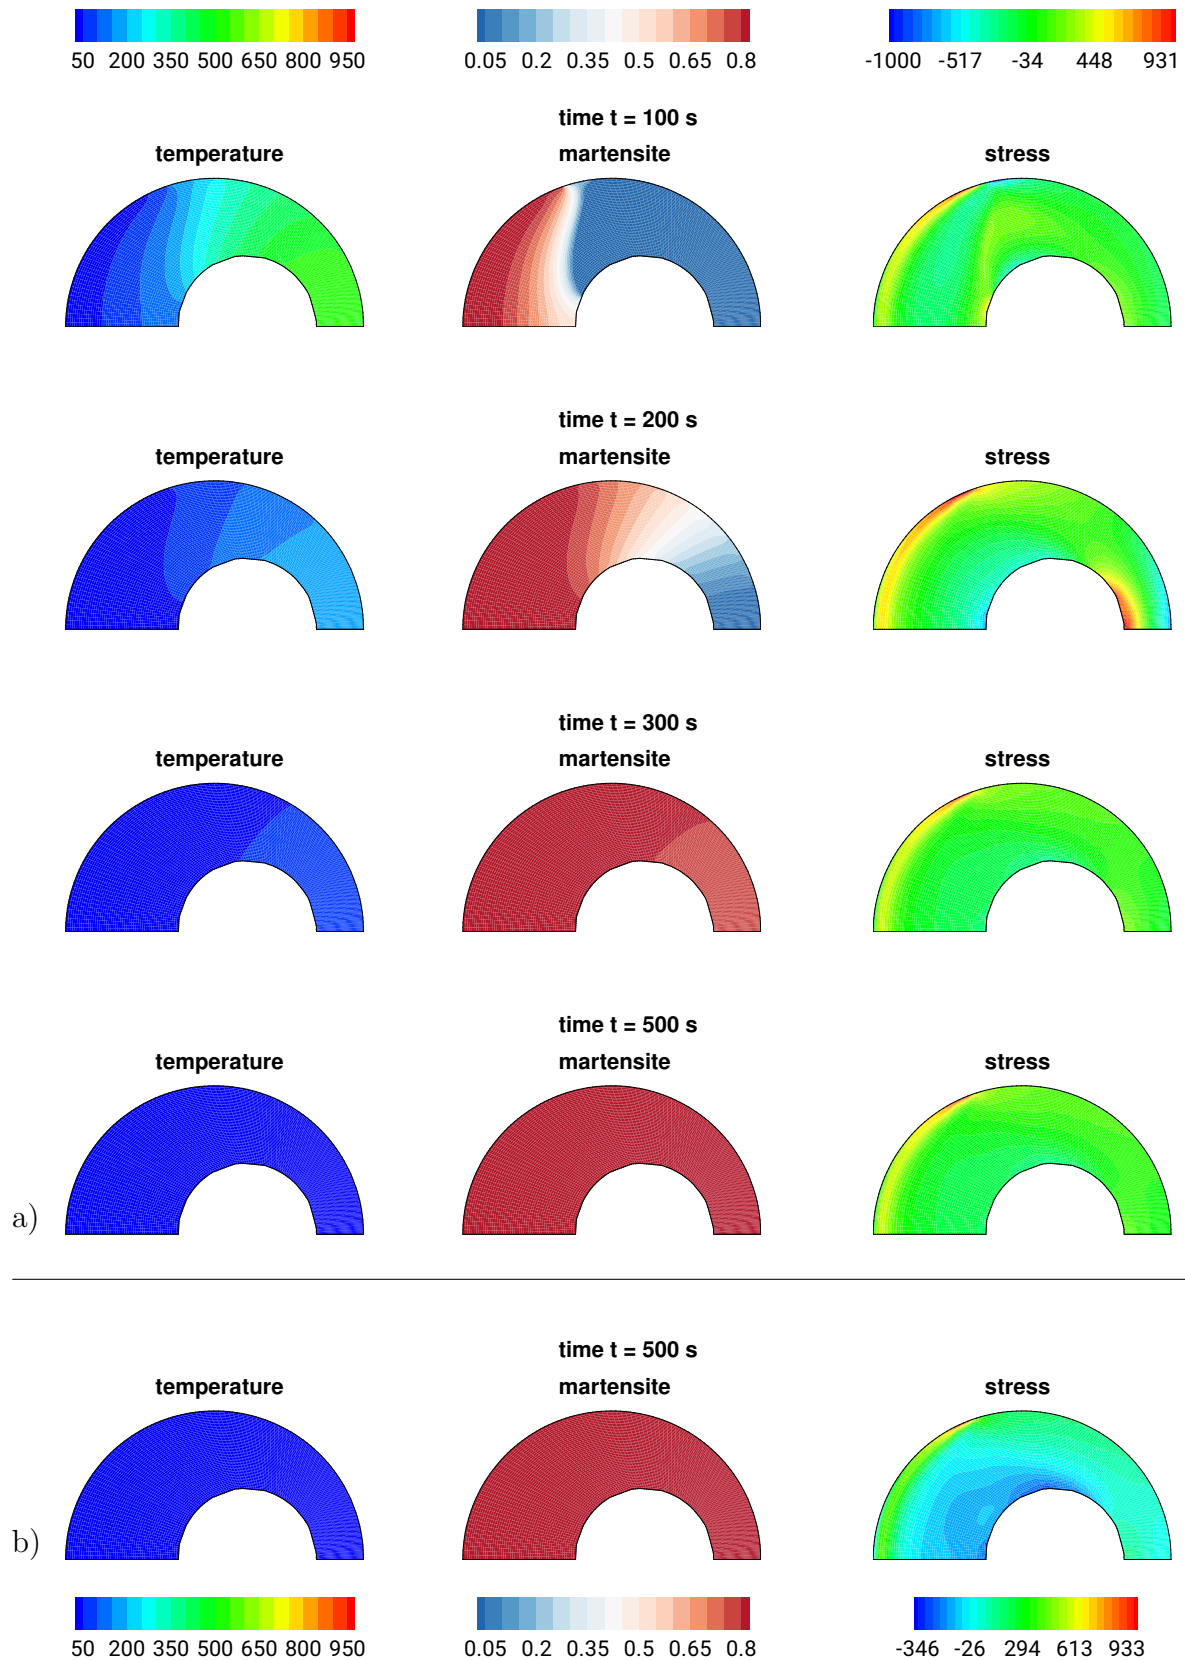 50 200 350 500 650 800 950 0.05 0.2 0.35 0.5 0.65 0.8 -1000 -517 -34 448 931
time t = 100 s
temperature martensite stress
time t = 200 s
temperature martensite stress
time t = 300 s
temperature martensite stress
time t = 500 s
temperature martensite stress
a)
time t = 500 s
temperature martensite stress
b)
50 200 350 500 650 800 950 0.05 0.2 0.35 0.5 0.65 0.8 -346 -26 294 613 933